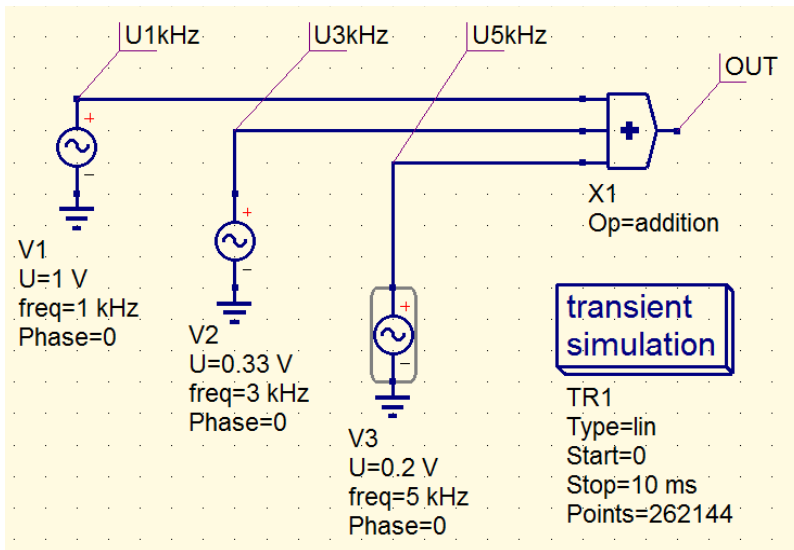 U1kHz
U3kHz
U5kHz
OUT
+
+
+
+
−
−
−
X1
Op=addition
V1
U=1 V
freq=1 kHz
Phase=0
V2
U=0.33 V
freq=3 kHz
Phase=0
V3
U=0.2 V
freq=5 kHz
Phase=0
transient
simulation
TR1
Type=lin
Start=0
Stop=10 ms
Points=262144